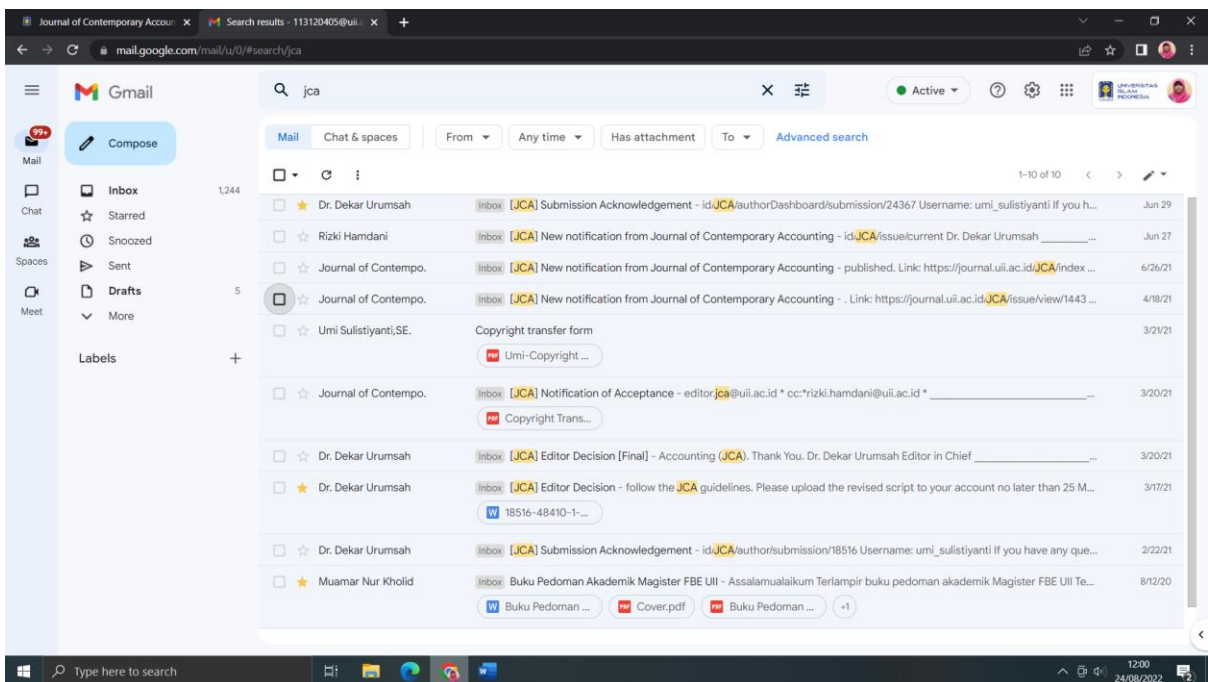 Journal of Contemporary Accoun
Search results - 113120405@uii.
mail.google.com/mail/u/0/#search/jca
Gmail
jca
Active
UNIVERSITAS
ISLAM
INDONESIA
99+
Mail
Chat
Spaces
Meet
Compose
Inbox 1,244
Starred
Snoozed
Sent
Drafts 5
More
Labels
Mail Chat & spaces From Any time Has attachment To Advanced search
1–10 of 10
Dr. Dekar Urumsah Inbox [JCA] Submission Acknowledgement - id/JCA/authorDashboard/submission/24367 Username: umi_sulistiyanti If you h... Jun 29
Rizki Hamdani Inbox [JCA] New notification from Journal of Contemporary Accounting - id/JCA/issue/current Dr. Dekar Urumsah ________... Jun 27
Journal of Contempo. Inbox [JCA] New notification from Journal of Contemporary Accounting - published. Link: https://journal.uii.ac.id/JCA/index ... 6/26/21
Journal of Contempo. Inbox [JCA] New notification from Journal of Contemporary Accounting - . Link: https://journal.uii.ac.id/JCA/issue/view/1443 ... 4/18/21
Umi Sulistiyanti,SE. Copyright transfer form 3/21/21
PDF Umi-Copyright ...
Journal of Contempo. Inbox [JCA] Notification of Acceptance - editor.jca@uii.ac.id * cc:*rizki.hamdani@uii.ac.id * ________________________... 3/20/21
PDF Copyright Trans...
Dr. Dekar Urumsah Inbox [JCA] Editor Decision [Final] - Accounting (JCA). Thank You. Dr. Dekar Urumsah Editor in Chief ________________________... 3/20/21
Dr. Dekar Urumsah Inbox [JCA] Editor Decision - follow the JCA guidelines. Please upload the revised script to your account no later than 25 M... 3/17/21
W 18516-48410-1-...
Dr. Dekar Urumsah Inbox [JCA] Submission Acknowledgement - id/JCA/author/submission/18516 Username: umi_sulistiyanti If you have any que... 2/22/21
Muamar Nur Kholid Inbox Buku Pedoman Akademik Magister FBE UII - Assalamualaikum Terlampir buku pedoman akademik Magister FBE UII Te... 8/12/20
W Buku Pedoman ... PDF Cover.pdf PDF Buku Pedoman ... +1
Type here to search
12:00
24/08/2022
2